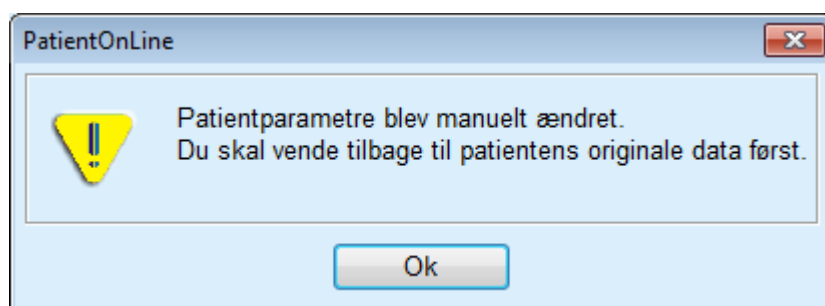 PatientOnLine
Patientparametre blev manuelt ændret.
Du skal vende tilbage til patientens originale data først.
Ok